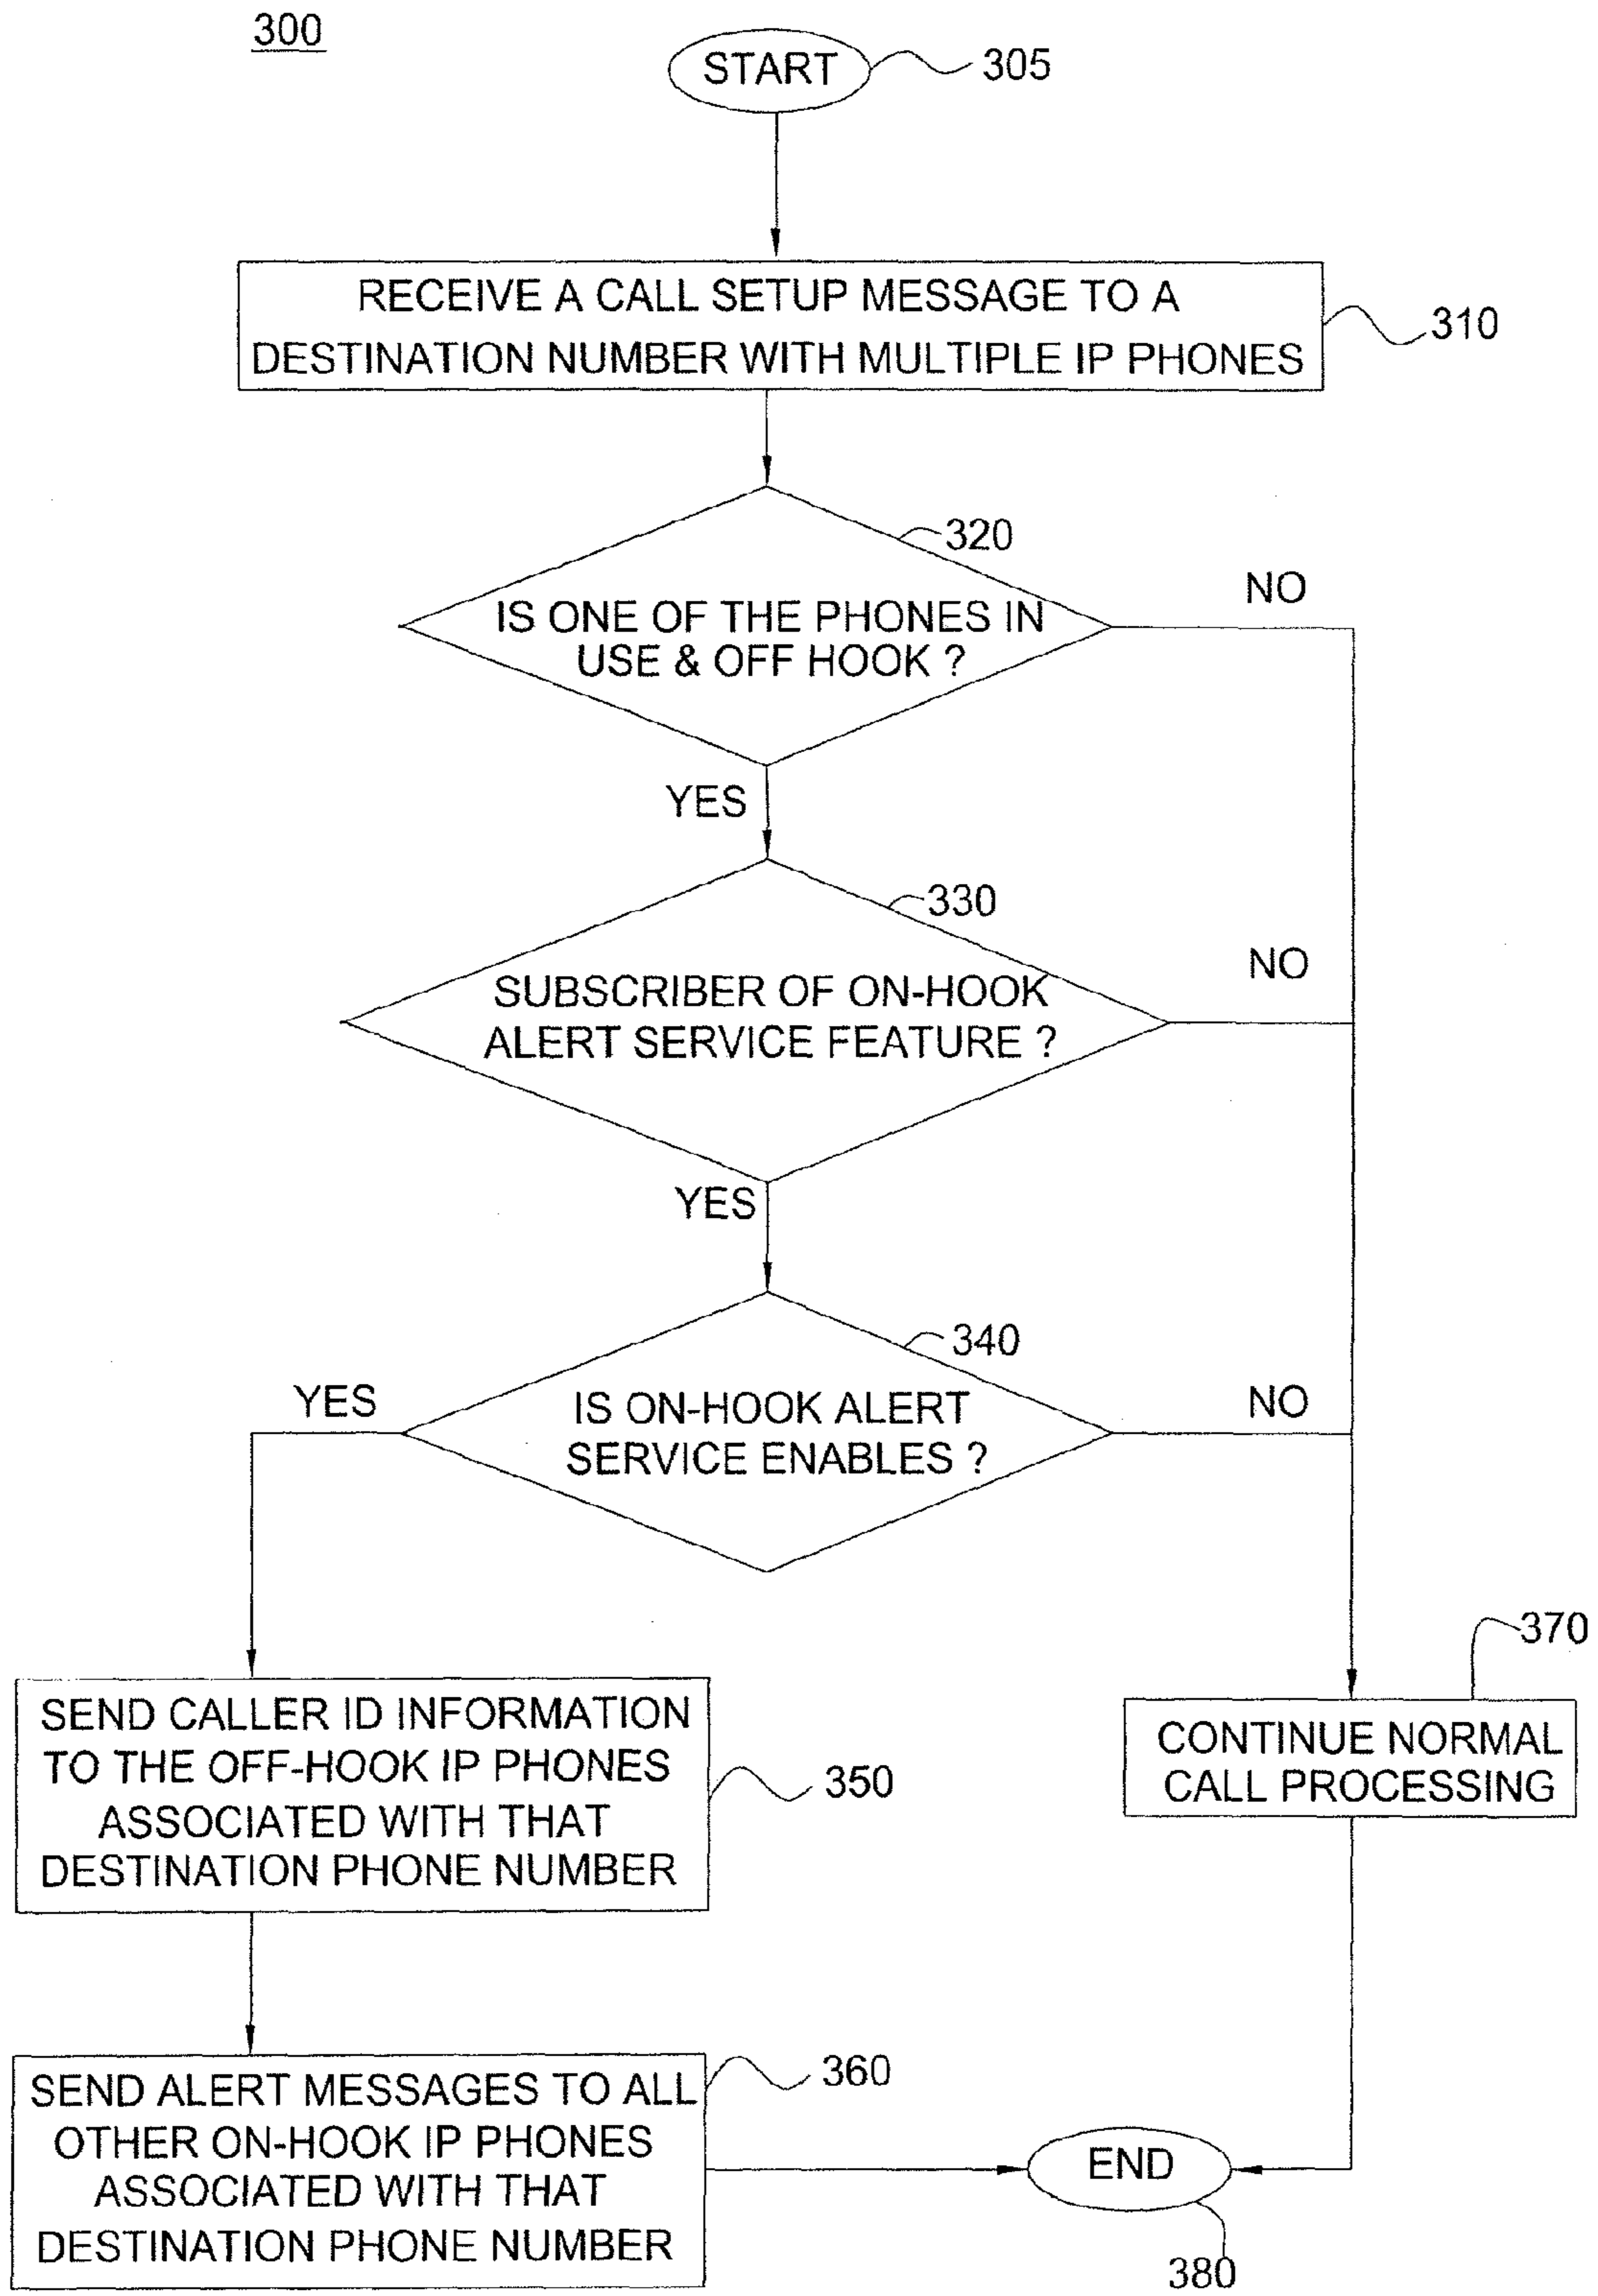 300
START
305
RECEIVE A CALL SETUP MESSAGE TO A
DESTINATION NUMBER WITH MULTIPLE IP PHONES
310
320
IS ONE OF THE PHONES IN
USE & OFF HOOK ?
NO
YES
330
SUBSCRIBER OF ON-HOOK
ALERT SERVICE FEATURE ?
NO
YES
340
IS ON-HOOK ALERT
SERVICE ENABLES ?
YES
NO
SEND CALLER ID INFORMATION
TO THE OFF-HOOK IP PHONES
ASSOCIATED WITH THAT
DESTINATION PHONE NUMBER
350
370
CONTINUE NORMAL
CALL PROCESSING
SEND ALERT MESSAGES TO ALL
OTHER ON-HOOK IP PHONES
ASSOCIATED WITH THAT
DESTINATION PHONE NUMBER
360
END
380